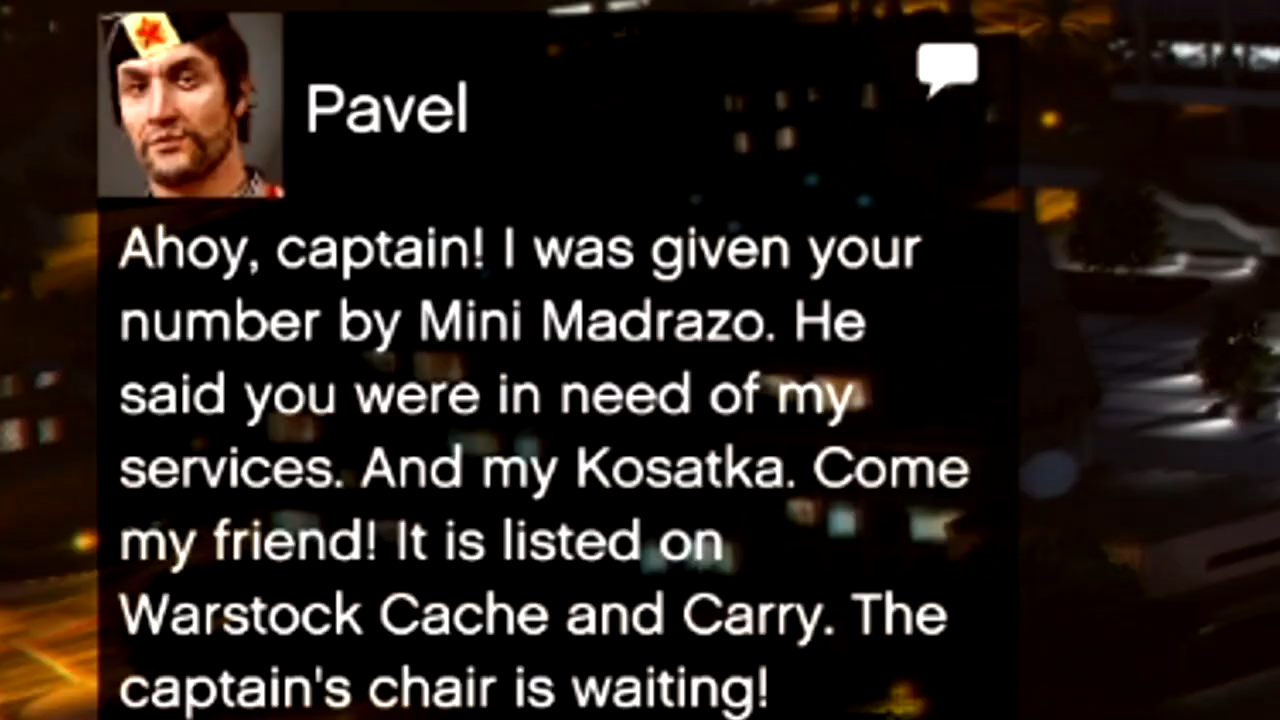 Pavel
Ahoy, captain! I was given your
number by Mini Madrazo. He
said you were in need of my
services. And my Kosatka. Come
my friend! It is listed on
Warstock Cache and Carry. The
captain's chair is waiting!